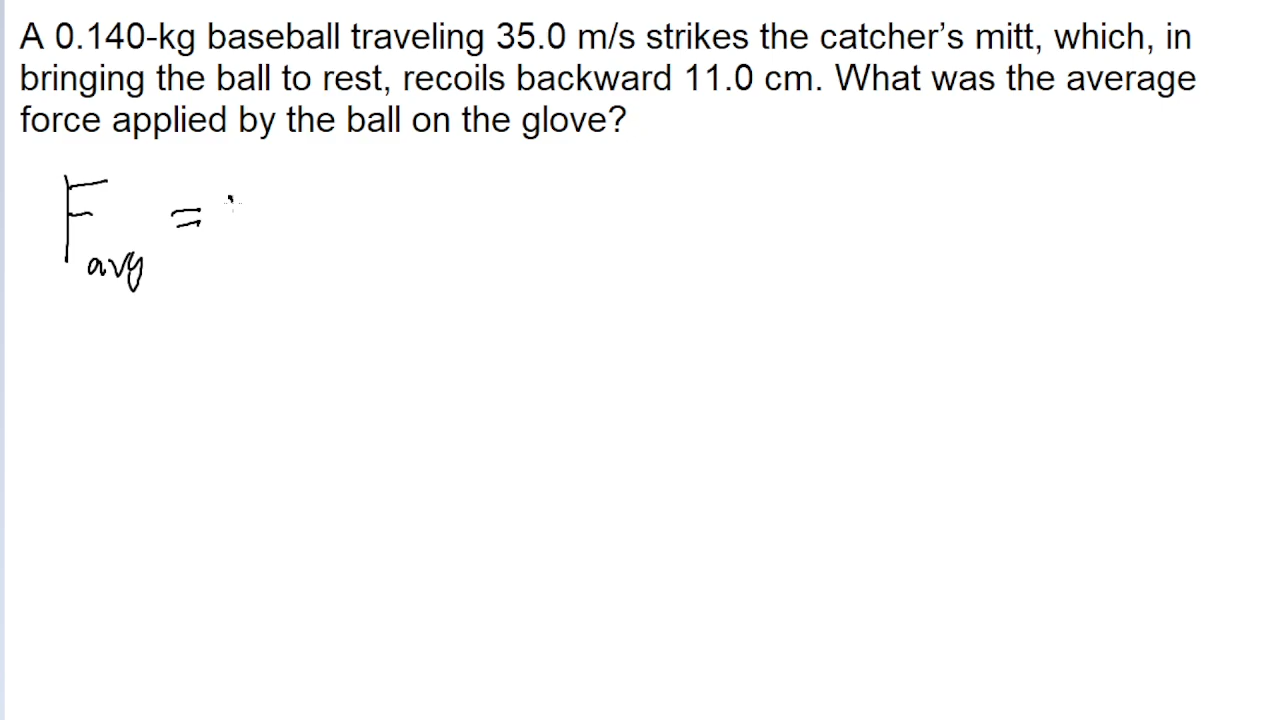 A 0.140-kg baseball traveling 35.0 m/s strikes the catcher’s mitt, which, in
bringing the ball to rest, recoils backward 11.0 cm. What was the average
force applied by the ball on the glove?
F avg =